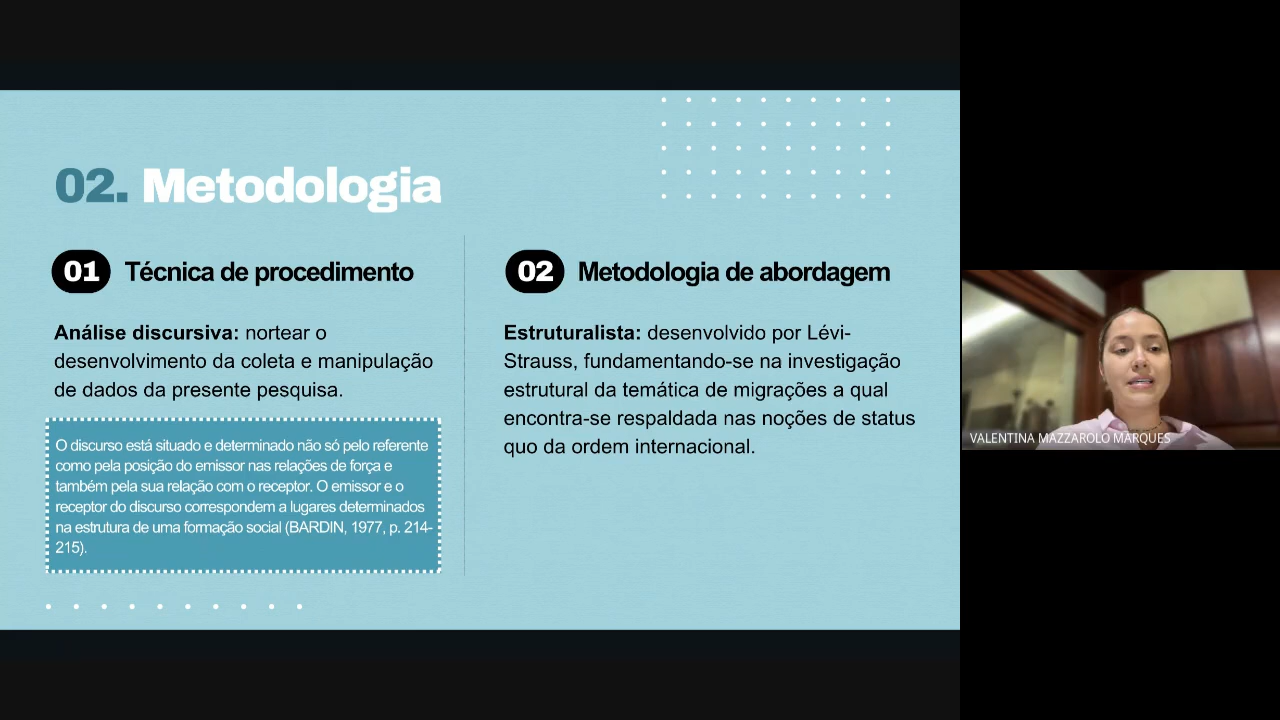 02. Metodologia
01 Técnica de procedimento
Análise discursiva: nortear o
desenvolvimento da coleta e manipulação
de dados da presente pesquisa.
O discurso está situado e determinado não só pelo referente
como pela posição do emissor nas relações de força e
também pela sua relação com o receptor. O emissor e o
receptor do discurso correspondem a lugares determinados
na estrutura de uma formação social (BARDIN, 1977, p. 214-
215).
02 Metodologia de abordagem
Estruturalista: desenvolvido por Lévi-
Strauss, fundamentando-se na investigação
estrutural da temática de migrações a qual
encontra-se respaldada nas noções de status
quo da ordem internacional.
VALENTINA MAZZAROLO MARQUES